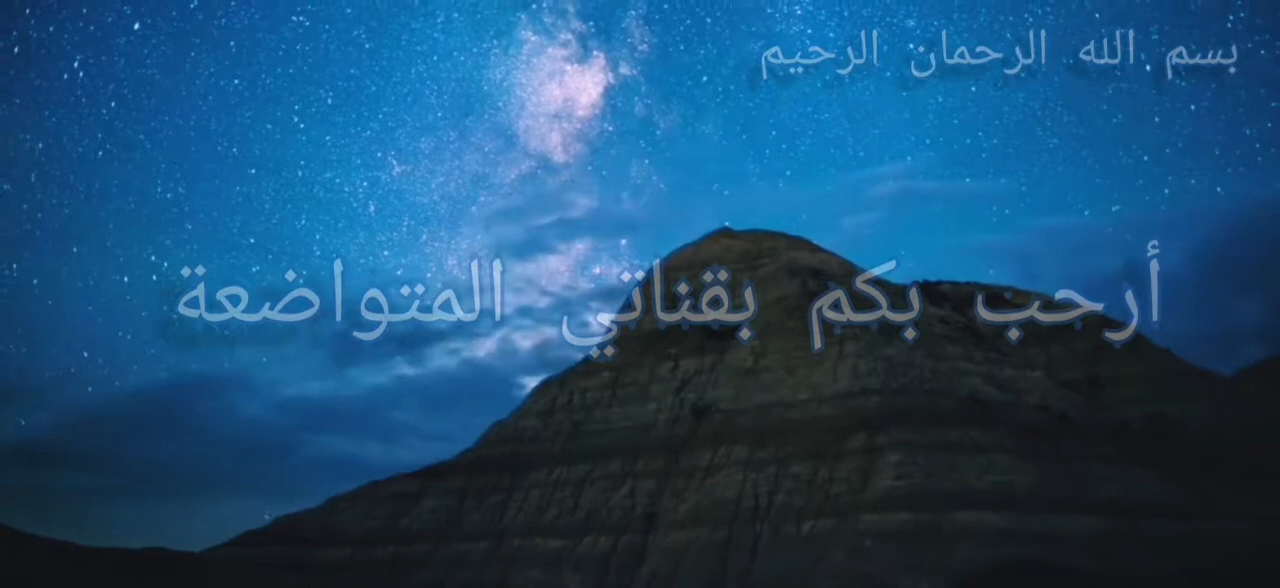 بسم الله الرحمان الرحيم
أرحب بكم بقناتي المتواضعة